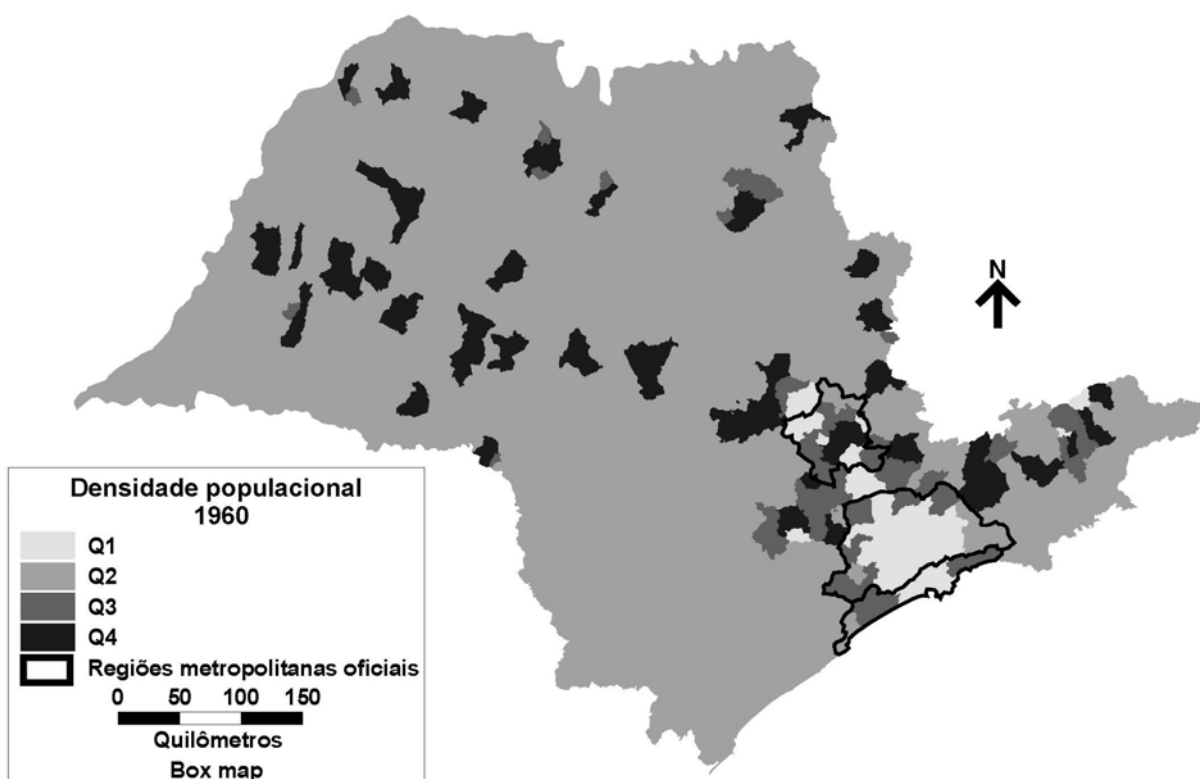 N
Densidade populacional
1960
Q1
Q2
Q3
Q4
Regiões metropolitanas oficiais
0 50 100 150
Quilômetros
Box map